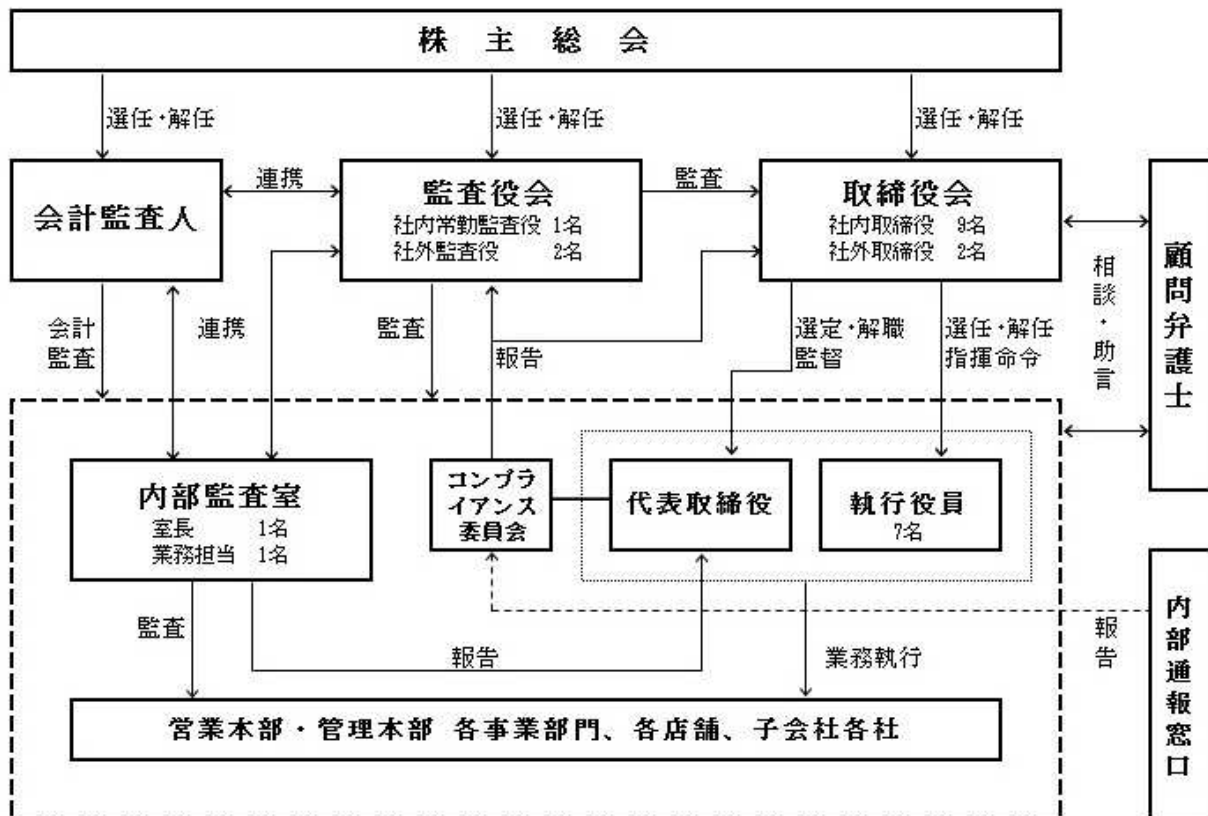 株 主 総 会
選任・解任
選任・解任
選任・解任
会計監査人
連携
監査役会
社内常勤監査役 1名
社外監査役 2名
監査
取締役会
社内取締役 9名
社外取締役 2名
顧問弁護士
相談・助言
会計
監査
連携
監査
報告
選定・解職
監督
選任・解任
指揮命令
内部監査室
室長 1名
業務担当 1名
コンプラ
イアンス
委員会
代表取締役
執行役員
7名
監査
報告
業務執行
報告
内部通報窓口
営業本部・管理本部 各事業部門、各店舗、子会社各社